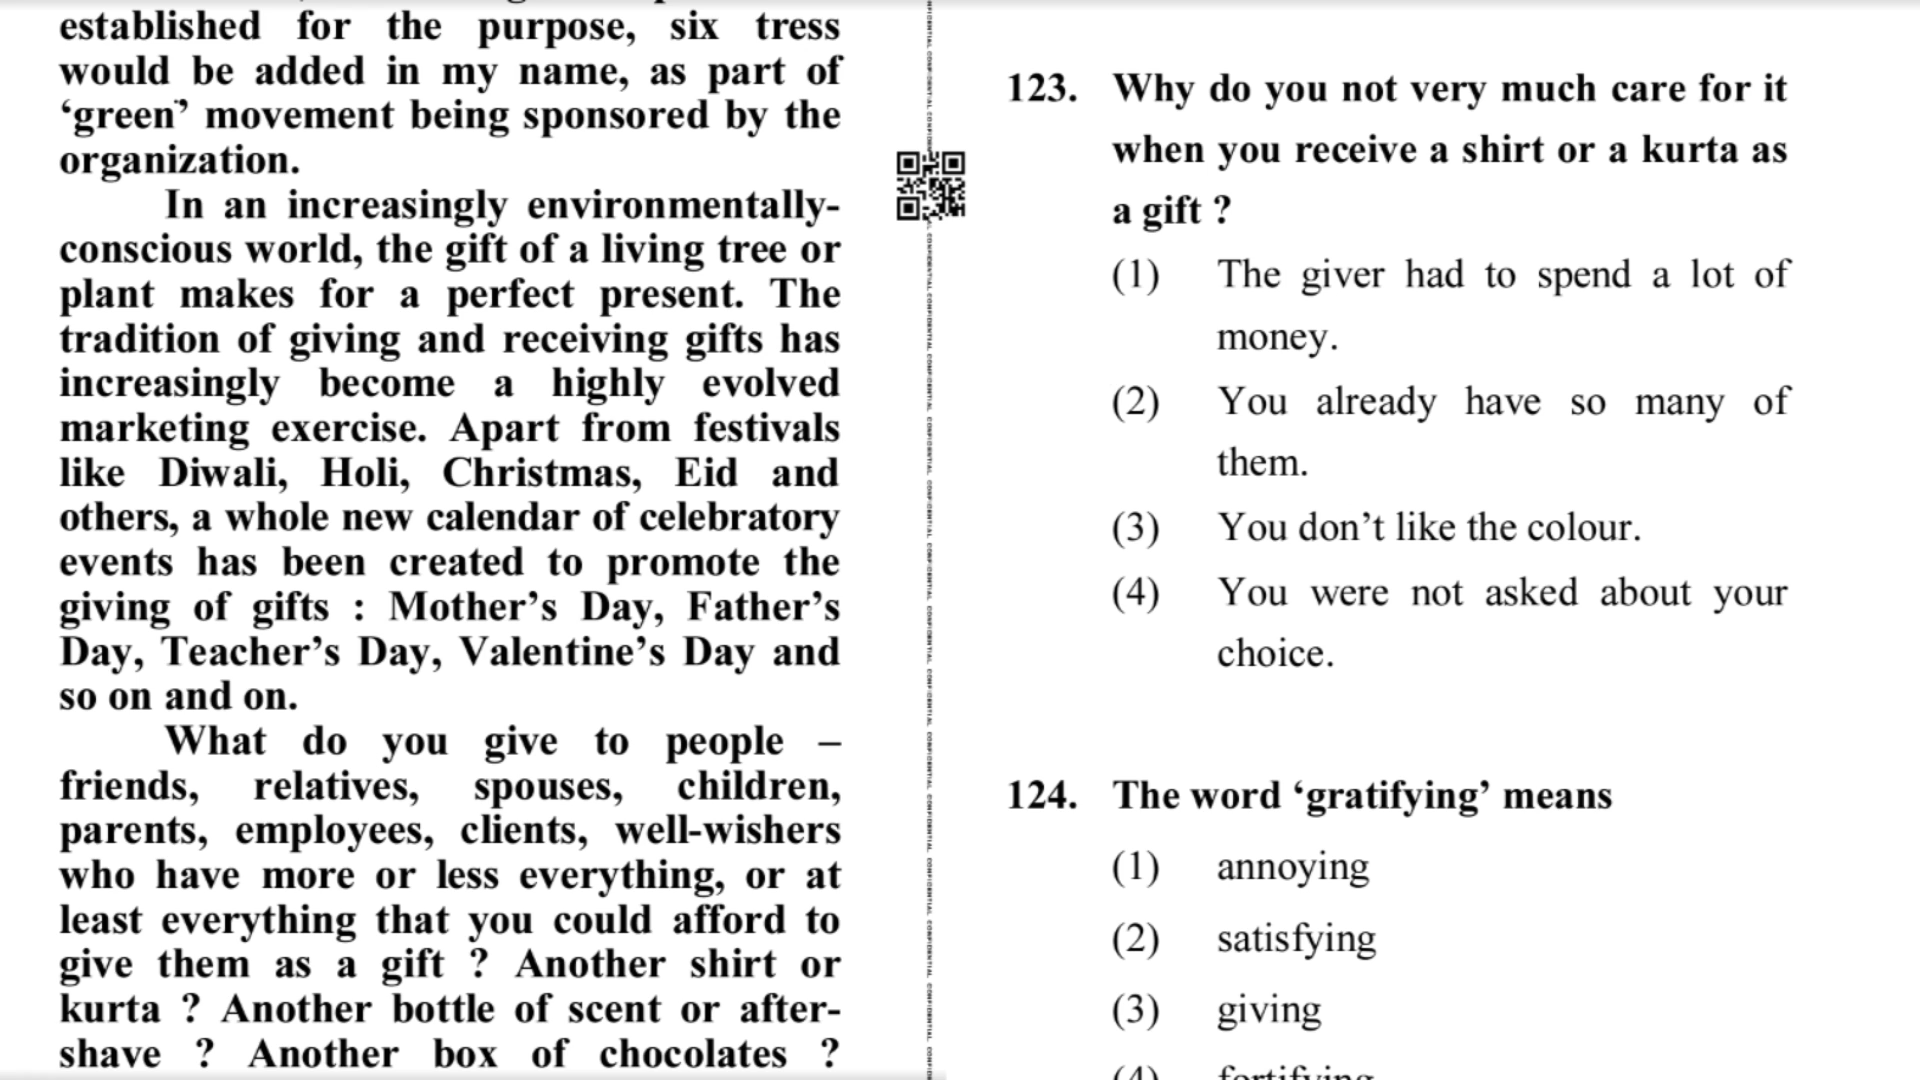 established for the purpose, six tress
would be added in my name, as part of
‘green’ movement being sponsored by the
organization.
In an increasingly environmentally-
conscious world, the gift of a living tree or
plant makes for a perfect present. The
tradition of giving and receiving gifts has
increasingly become a highly evolved
marketing exercise. Apart from festivals
like Diwali, Holi, Christmas, Eid and
others, a whole new calendar of celebratory
events has been created to promote the
giving of gifts : Mother’s Day, Father’s
Day, Teacher’s Day, Valentine’s Day and
so on and on.
What do you give to people –
friends, relatives, spouses, children,
parents, employees, clients, well-wishers
who have more or less everything, or at
least everything that you could afford to
give them as a gift ? Another shirt or
kurta ? Another bottle of scent or after-
shave ? Another box of chocolates ?
123. Why do you not very much care for it
when you receive a shirt or a kurta as
a gift ?
(1) The giver had to spend a lot of
money.
(2) You already have so many of
them.
(3) You don’t like the colour.
(4) You were not asked about your
choice.
124. The word ‘gratifying’ means
(1) annoying
(2) satisfying
(3) giving
(4) fortifying